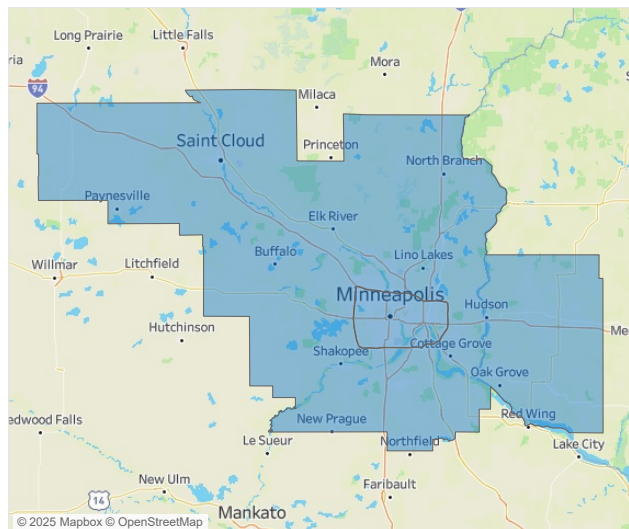 Long Prairie
Little Falls
ria
94
Mora
Milaca
Saint Cloud
Princeton
North Branch
Paynesville
Elk River
Buffalo
Lino Lakes
Willmar
Litchfield
Minneapolis
Hudson
Hutchinson
Me
Shakopee
Cottage Grove
Oak Grove
edwood Falls
New Prague
Red Wing
Le Sueur
Northfield
Lake City
New Ulm
14
Faribault
Mankato
© 2025 Mapbox © OpenStreetMap